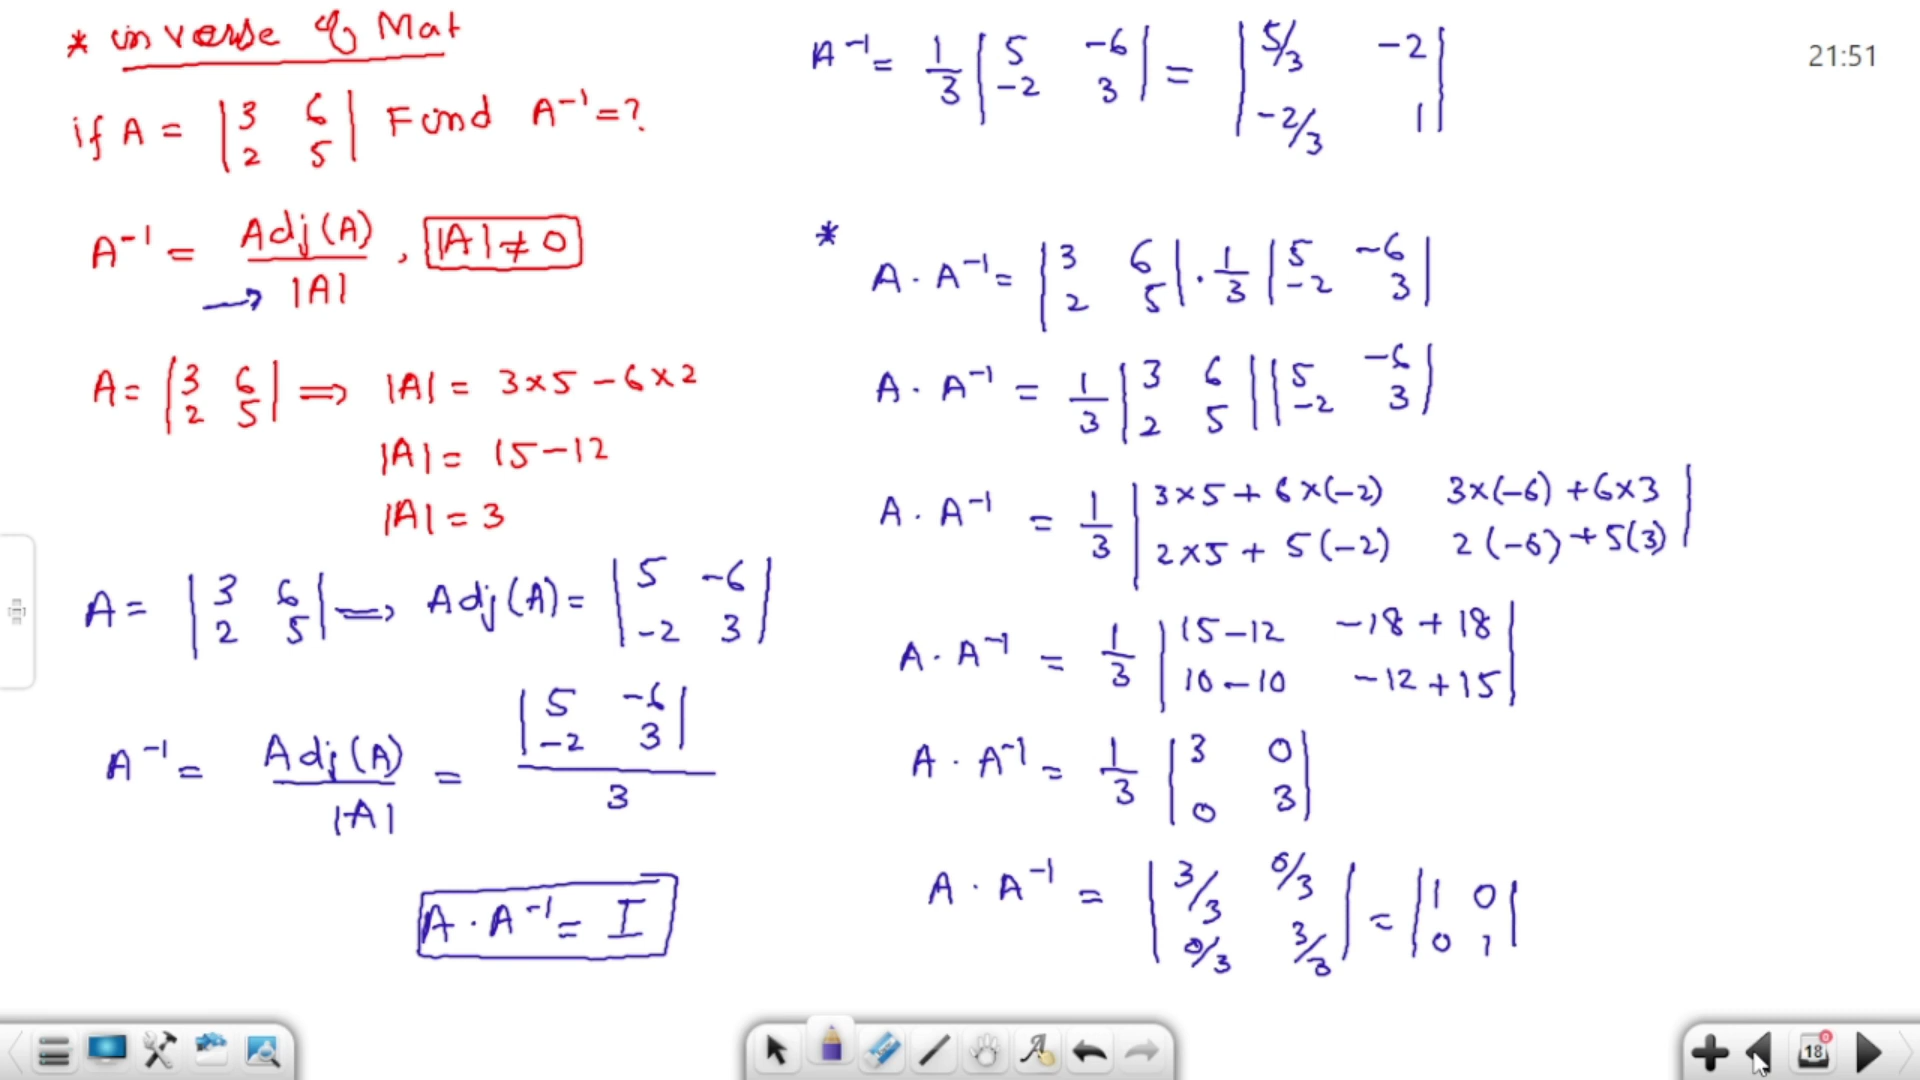 * inverse of Mat
if A = |3 6| Find A⁻¹ = ?
|2 5|
A⁻¹ = Adj(A) , |A| ≠ 0
→ |A|
A = |3 6| ⟹ |A| = 3×5 − 6×2
|2 5|
|A| = 15 − 12
|A| = 3
A = |3 6| ⟹ Adj(A) = |5 −6|
|2 5| |−2 3|
A⁻¹ = Adj(A) = |5 −6|
|−2 3|
|A| 3
A · A⁻¹ = I
A⁻¹ = 1/3 |5 −6| = |5/3 −2|
|−2 3| |−2/3 1|
21:51
*
A · A⁻¹ = |3 6| · 1/3 |5 −6|
|2 5| |−2 3|
A · A⁻¹ = 1/3 |3 6| |5 −6|
|2 5| |−2 3|
A · A⁻¹ = 1/3 |3×5 + 6×(−2) 3×(−6) + 6×3|
|2×5 + 5(−2) 2(−6) + 5(3)|
A · A⁻¹ = 1/3 |15−12 −18+18|
|10−10 −12+15|
A · A⁻¹ = 1/3 |3 0|
|0 3|
A · A⁻¹ = |3/3 0/3| = |1 0|
|0/3 3/3| |0 1|
18